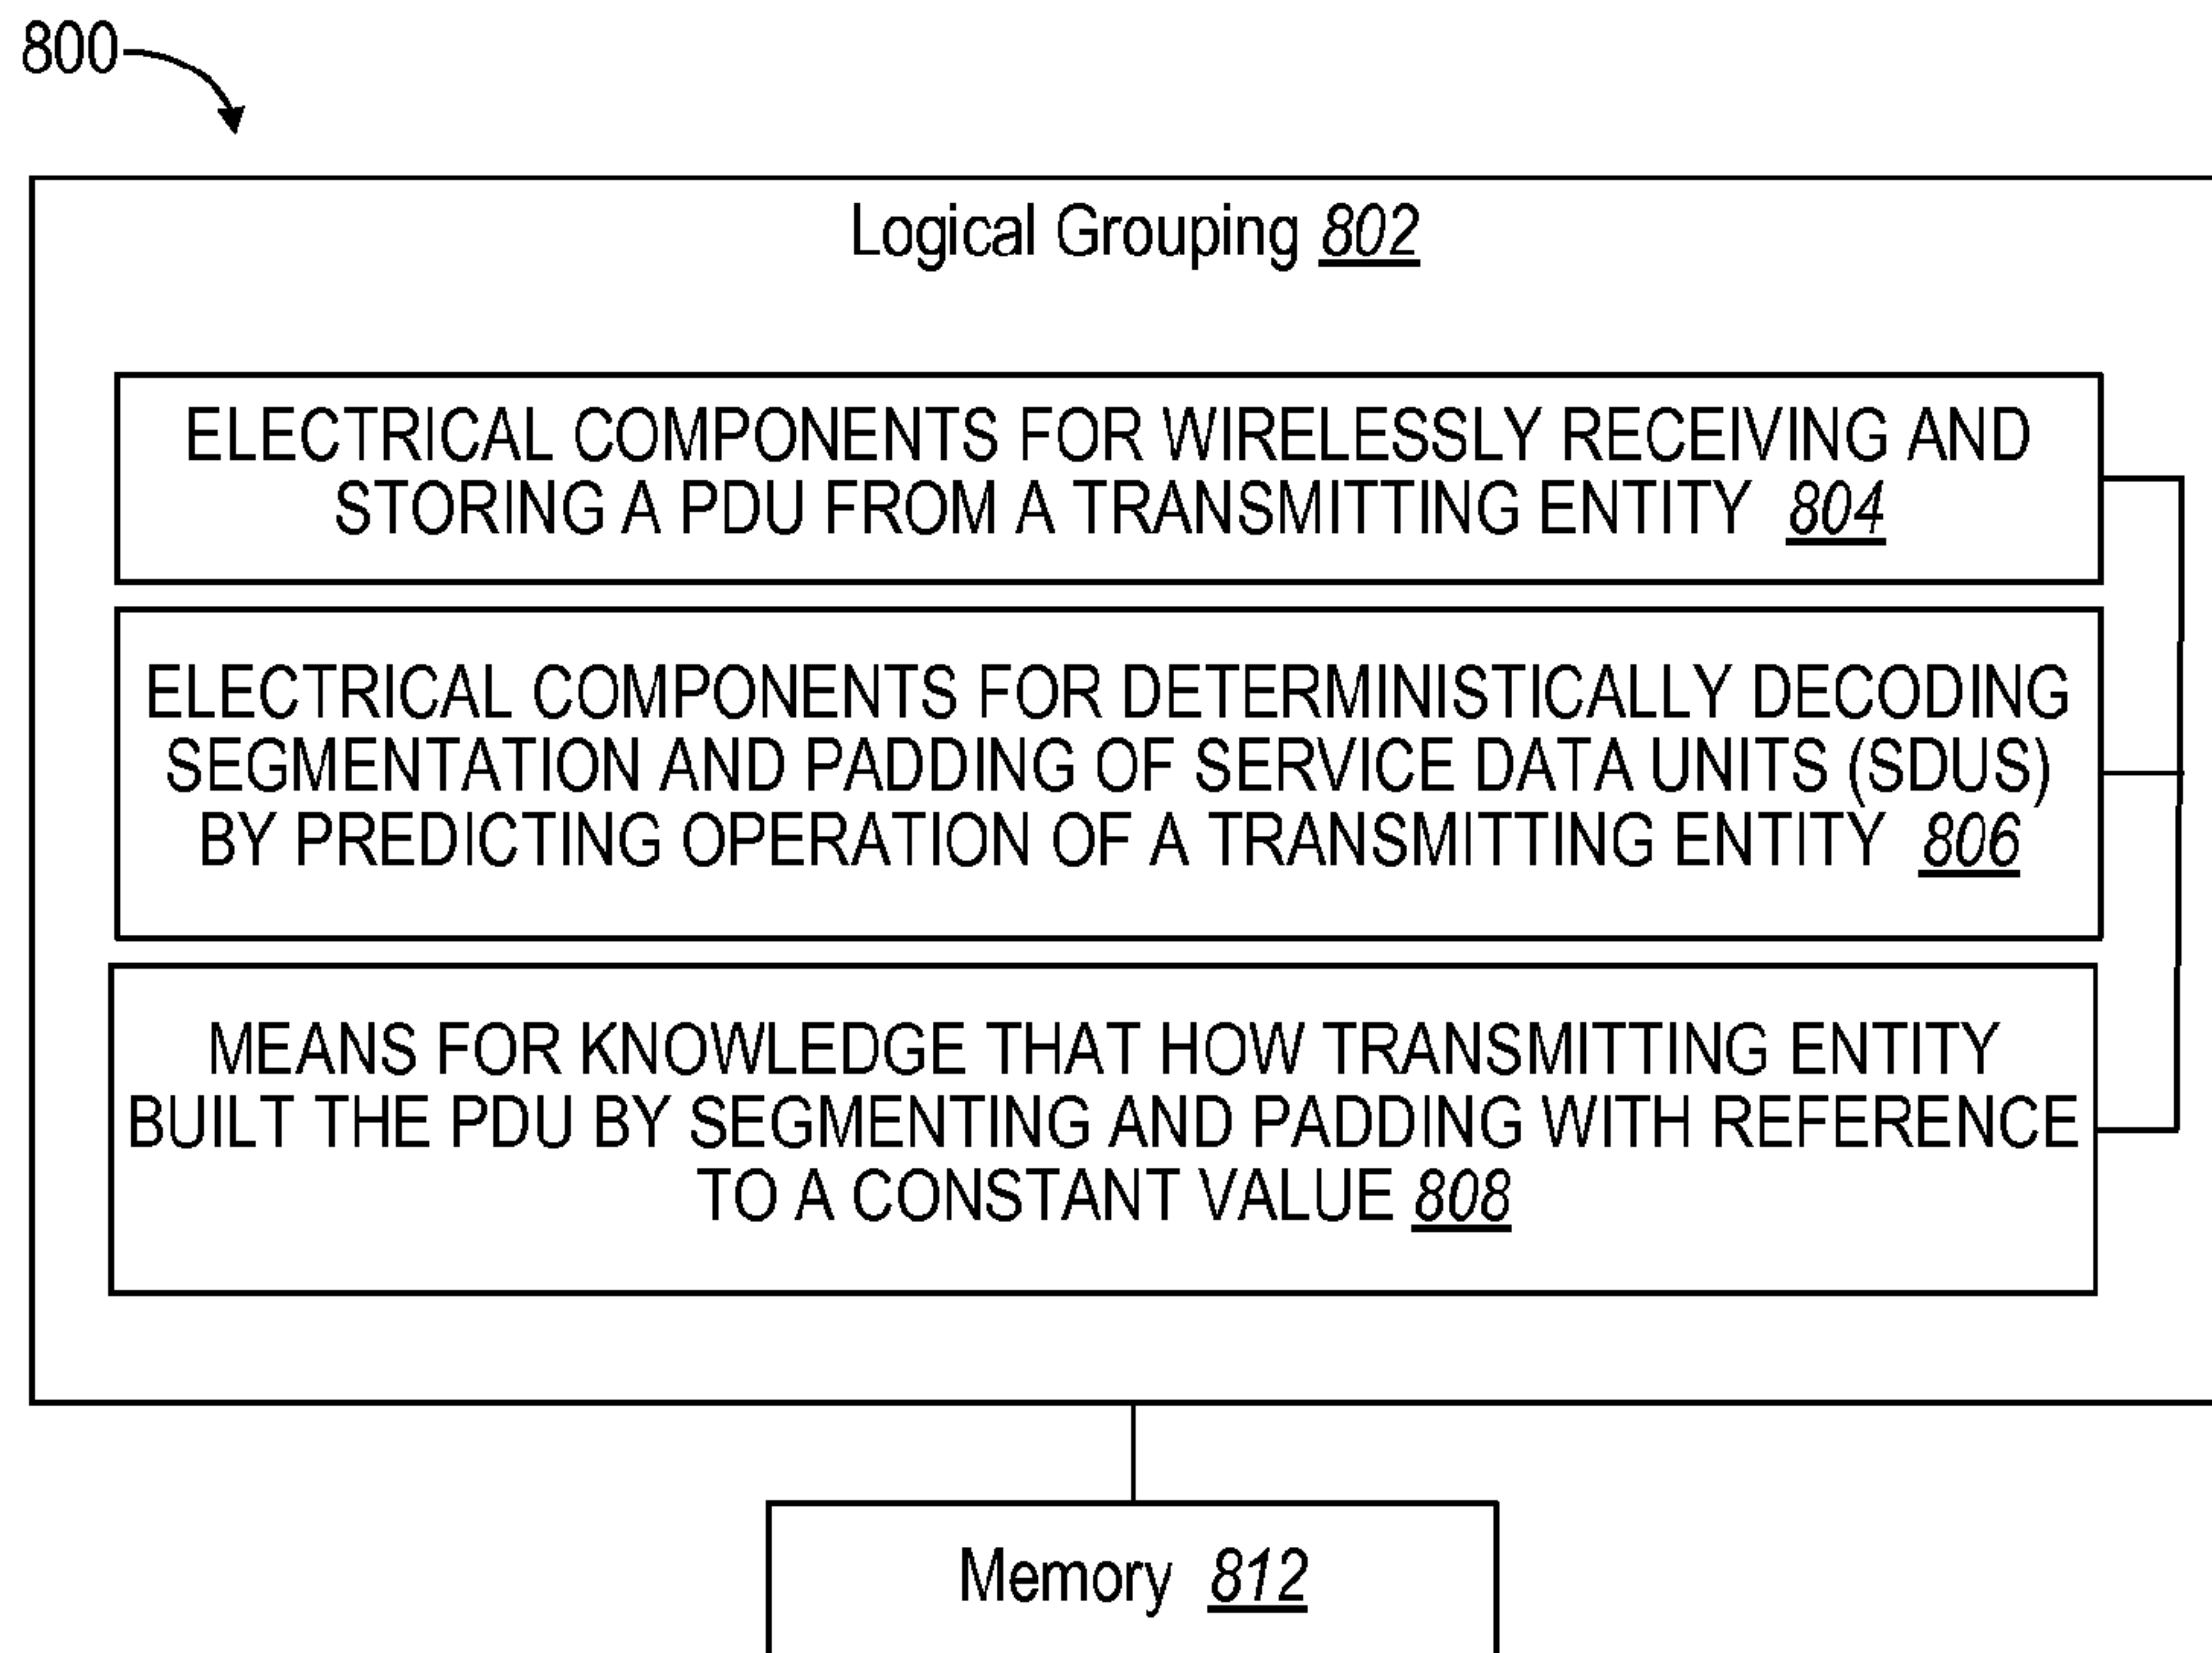 800
Logical Grouping 802
ELECTRICAL COMPONENTS FOR WIRELESSLY RECEIVING AND
STORING A PDU FROM A TRANSMITTING ENTITY 804
ELECTRICAL COMPONENTS FOR DETERMINISTICALLY DECODING
SEGMENTATION AND PADDING OF SERVICE DATA UNITS (SDUS)
BY PREDICTING OPERATION OF A TRANSMITTING ENTITY 806
MEANS FOR KNOWLEDGE THAT HOW TRANSMITTING ENTITY
BUILT THE PDU BY SEGMENTING AND PADDING WITH REFERENCE
TO A CONSTANT VALUE 808
Memory 812